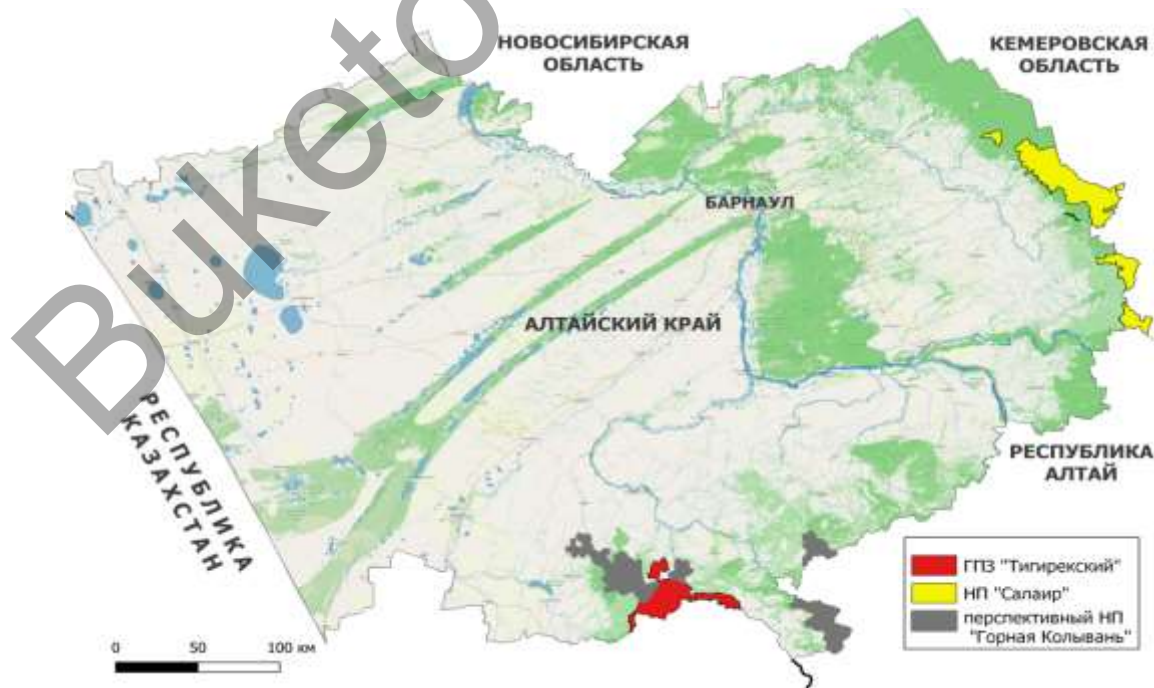 Buketo
НОВОСИБИРСКАЯ
ОБЛАСТЬ
КЕМЕРОВСКАЯ
ОБЛАСТЬ
БАРНАУЛ
АЛТАЙСКИЙ КРАЙ
РЕСПУБЛИКА
КАЗАХСТАН
РЕСПУБЛИКА
АЛТАЙ
ГПЗ "Тигирекский"
НП "Салаир"
перспективный НП
"Горная Колывань"
0 50 100 км